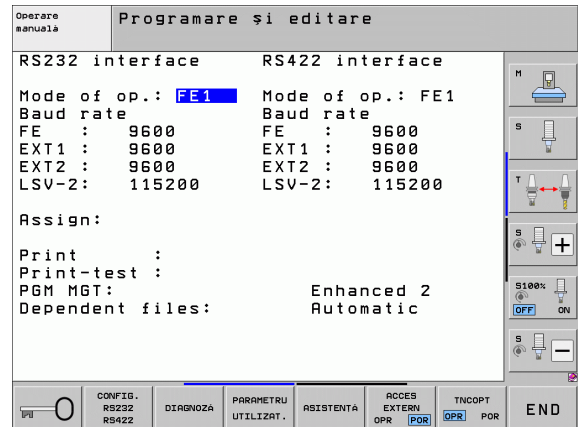 Operare
manuală
Programare şi editare
RS232 interface RS422 interface
Mode of op.: FE1 Mode of op.: FE1
Baud rate Baud rate
FE : 9600 FE : 9600
EXT1 : 9600 EXT1 : 9600
EXT2 : 9600 EXT2 : 9600
LSV-2: 115200 LSV-2: 115200
Assign:
Print :
Print-test :
PGM MGT: Enhanced 2
Dependent files: Automatic
M
S
T
S
+
S100%
OFF ON
S
–
CONFIG.
RS232
RS422
DIAGNOZĂ
PARAMETRU
UTILIZAT.
ASISTENŢĂ
ACCES
EXTERN
OPR POR
TNCOPT
OPR POR
END